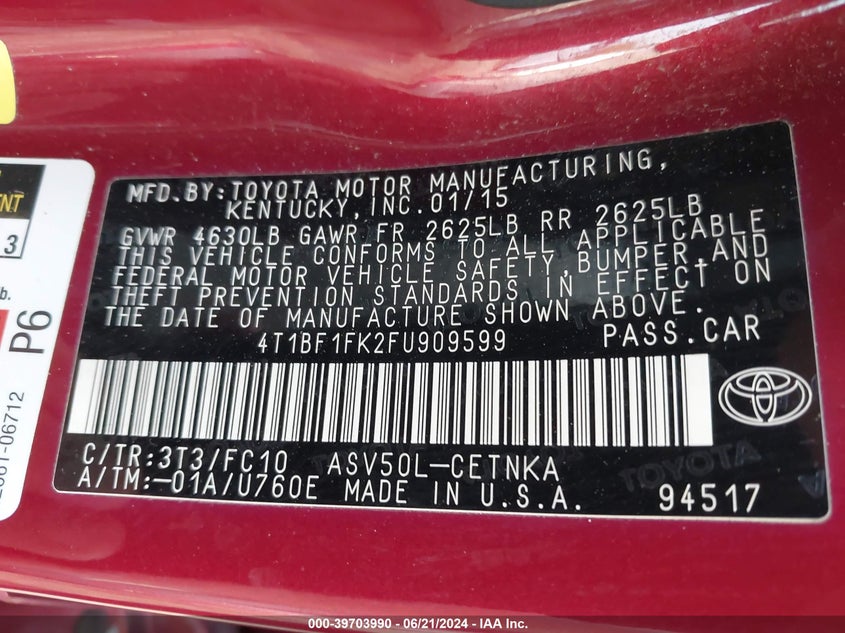 MFD. BY: TOYOTA MOTOR MANUFACTURING,
KENTUCKY, INC. 01/15
GVWR 4630LB GAWR FR 2625LB RR 2625LB
THIS VEHICLE CONFORMS TO ALL APPLICABLE
FEDERAL MOTOR VEHICLE SAFETY, BUMPER, AND
THEFT PREVENTION STANDARDS IN EFFECT ON
THE DATE OF MANUFACTURE SHOWN ABOVE.
4T1BF1FK2FU909599 PASS. CAR
C/TR: 3T3/FC10 ASV50L-CETNKA
A/TM: -01A/U760E MADE IN U.S.A. 94517
TOYOTA
3
b.
P6
-06712
000 - 39703990 - 06/21/2024 - IAA Inc.